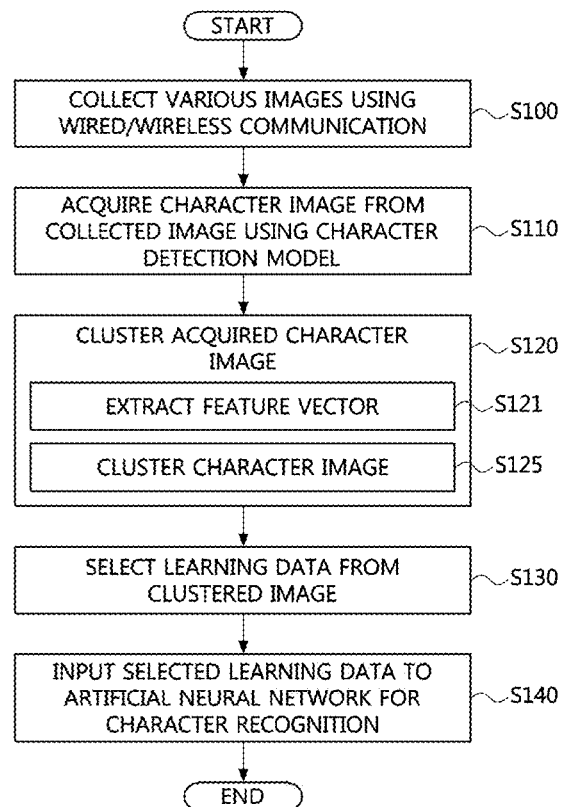 START
COLLECT VARIOUS IMAGES USING
WIRED/WIRELESS COMMUNICATION
S100
ACQUIRE CHARACTER IMAGE FROM
COLLECTED IMAGE USING CHARACTER
DETECTION MODEL
S110
CLUSTER ACQUIRED CHARACTER
IMAGE
S120
EXTRACT FEATURE VECTOR
S121
CLUSTER CHARACTER IMAGE
S125
SELECT LEARNING DATA FROM
CLUSTERED IMAGE
S130
INPUT SELECTED LEARNING DATA TO
ARTIFICIAL NEURAL NETWORK FOR
CHARACTER RECOGNITION
S140
END